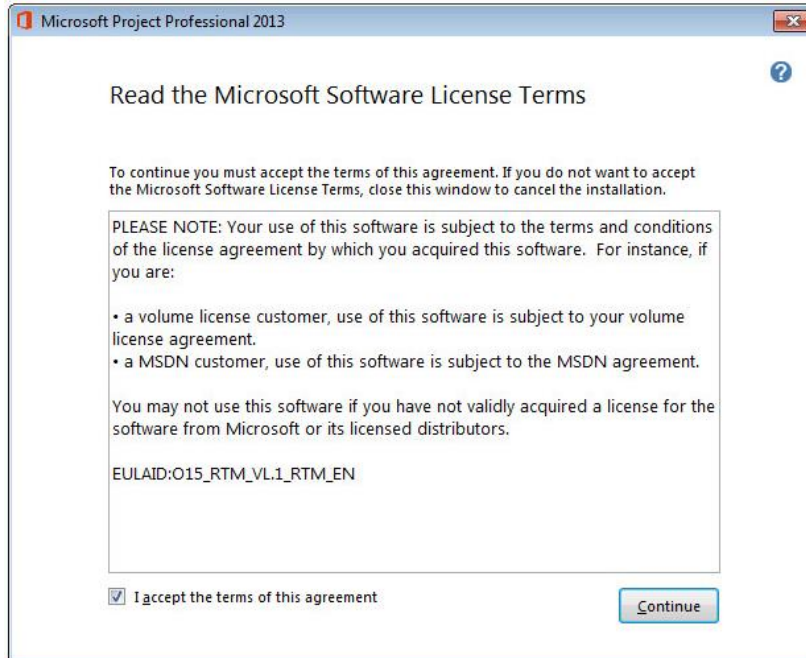 Microsoft Project Professional 2013
Read the Microsoft Software License Terms
To continue you must accept the terms of this agreement. If you do not want to accept
the Microsoft Software License Terms, close this window to cancel the installation.
PLEASE NOTE: Your use of this software is subject to the terms and conditions
of the license agreement by which you acquired this software.  For instance, if
you are:
• a volume license customer, use of this software is subject to your volume
license agreement.
• a MSDN customer, use of this software is subject to the MSDN agreement.
You may not use this software if you have not validly acquired a license for the
software from Microsoft or its licensed distributors.
EULAID:O15_RTM_VL.1_RTM_EN
I accept the terms of this agreement
Continue